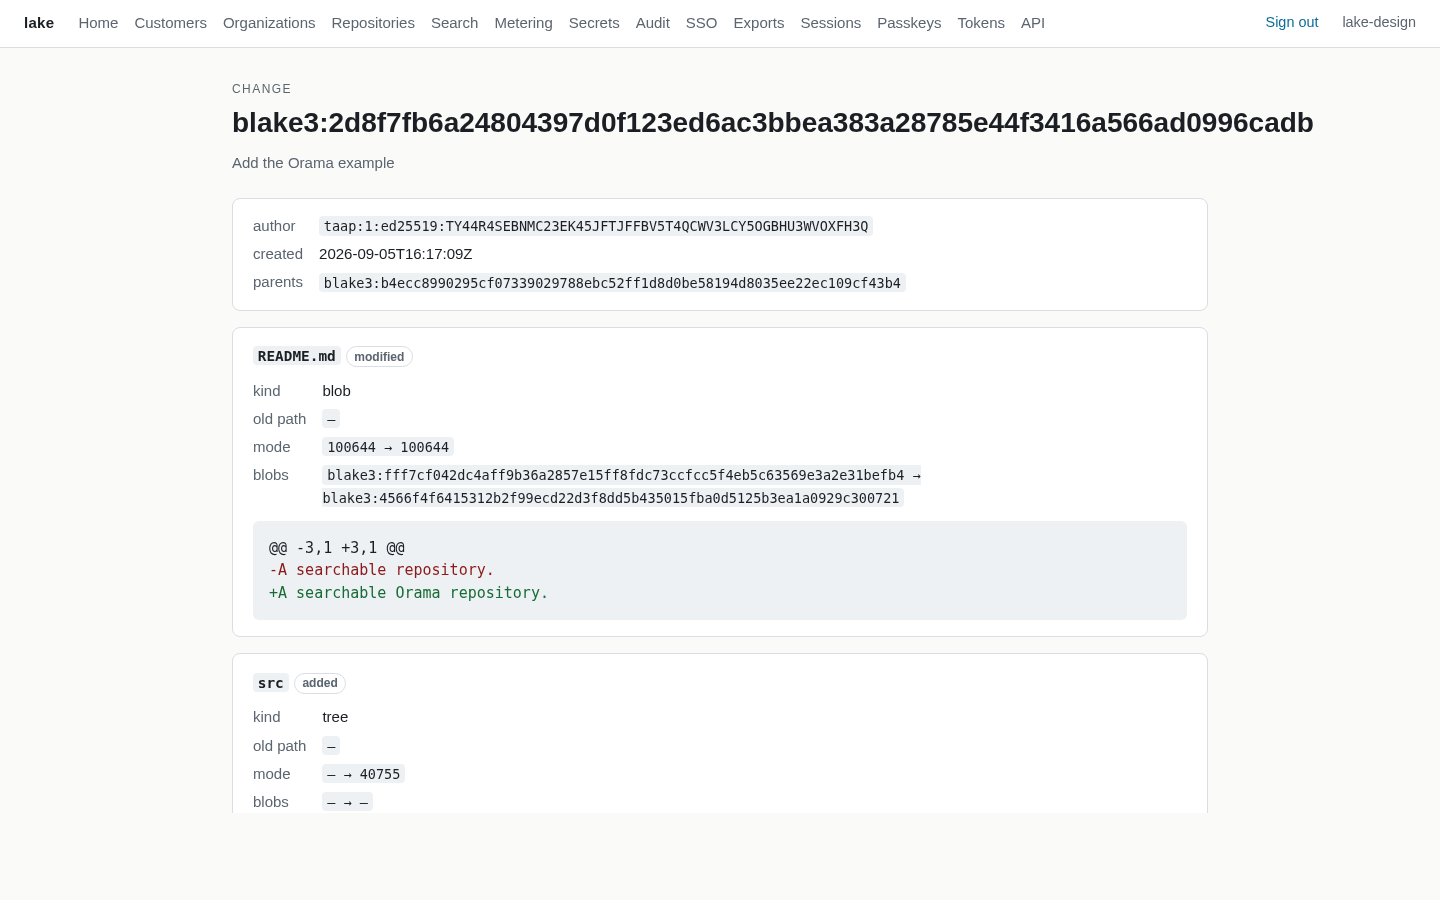 lake Home Customers Organizations Repositories Search Metering Secrets Audit SSO Exports Sessions Passkeys Tokens API Sign out lake-design
CHANGE
blake3:2d8f7fb6a24804397d0f123ed6ac3bbea383a28785e44f3416a566ad0996cadb
Add the Orama example
author taap:1:ed25519:TY44R4SEBNMC23EK45JFTJFFBV5T4QCWV3LCY5OGBHU3WVOXFH3Q
created 2026-09-05T16:17:09Z
parents blake3:b4ecc8990295cf07339029788ebc52ff1d8d0be58194d8035ee22ec109cf43b4
README.md modified
kind blob
old path —
mode 100644 → 100644
blobs blake3:fff7cf042dc4aff9b36a2857e15ff8fdc73ccfcc5f4eb5c63569e3a2e31befb4 →
blake3:4566f4f6415312b2f99ecd22d3f8dd5b435015fba0d5125b3ea1a0929c300721
@@ -3,1 +3,1 @@
-A searchable repository.
+A searchable Orama repository.
src added
kind tree
old path —
mode — → 40755
blobs — → —